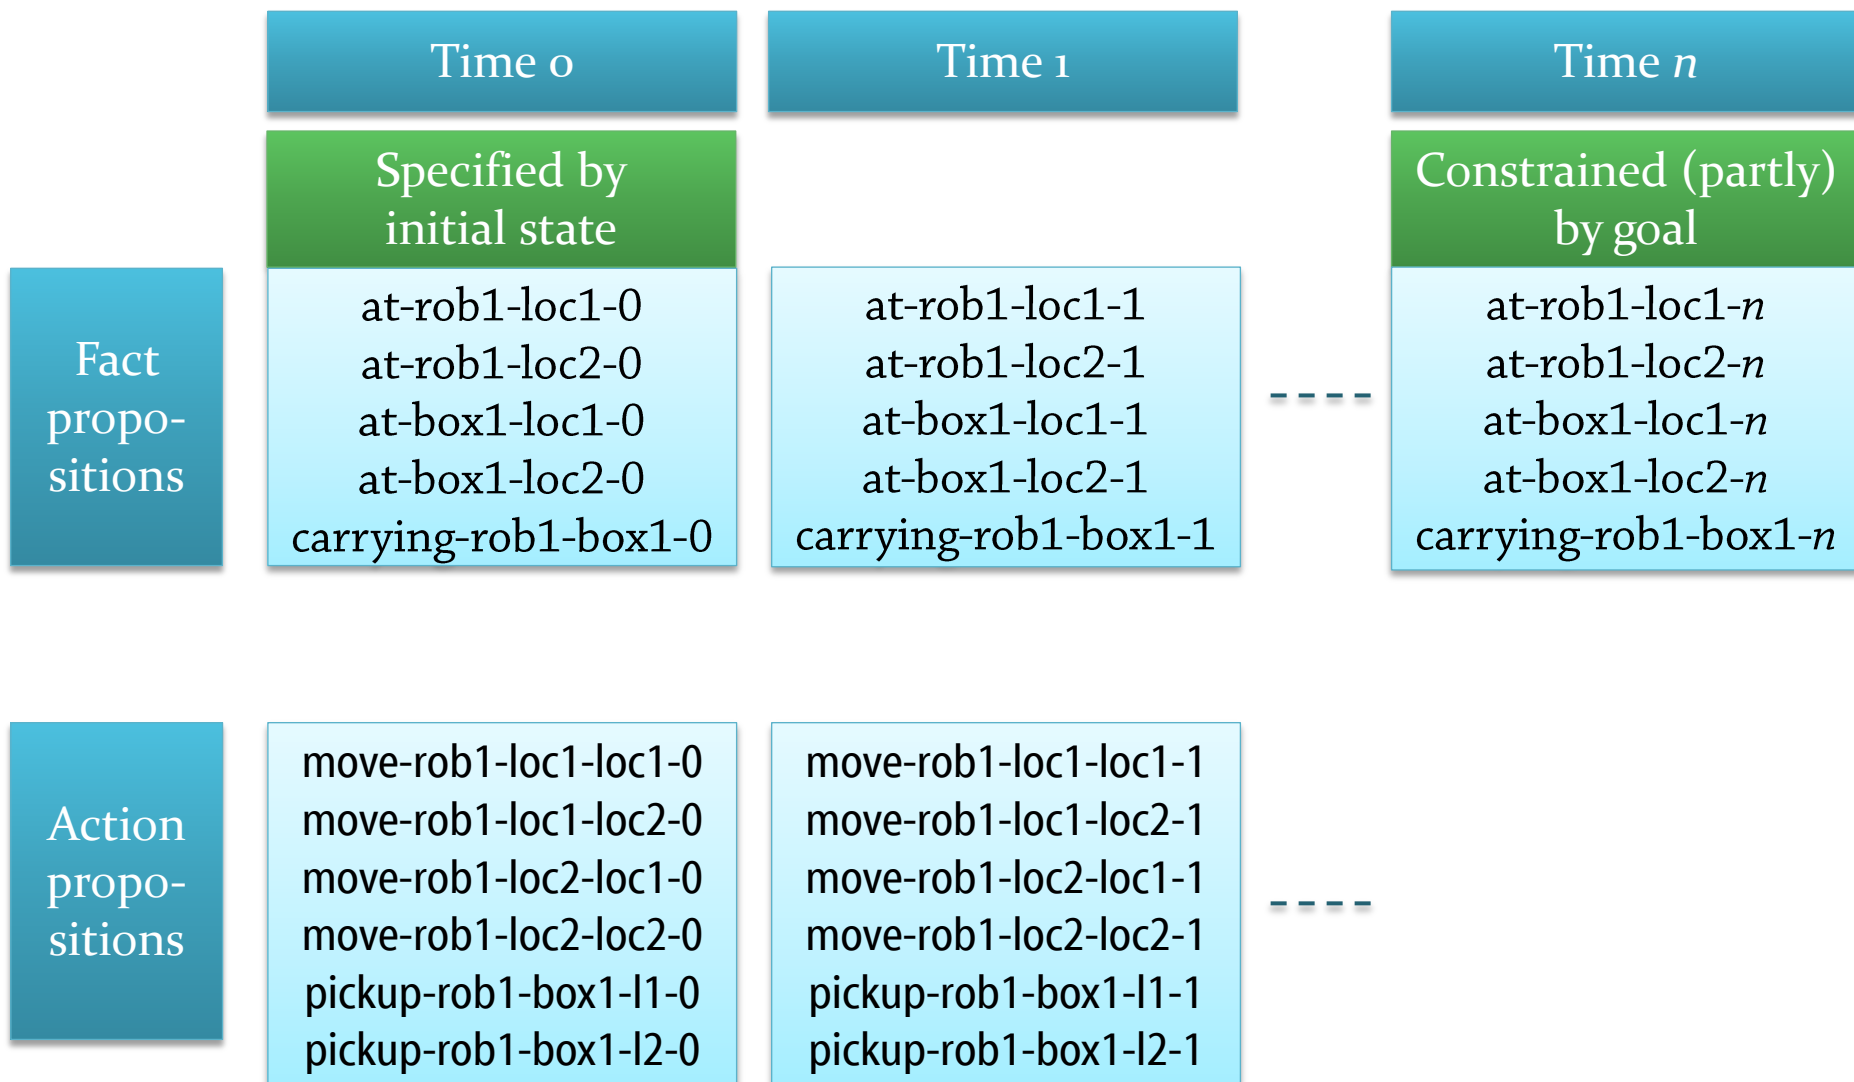 Time 0
Time 1
Time n
Specified by
initial state
Constrained (partly)
by goal
Fact
propo-
sitions
at-rob1-loc1-0
at-rob1-loc2-0
at-box1-loc1-0
at-box1-loc2-0
carrying-rob1-box1-0
at-rob1-loc1-1
at-rob1-loc2-1
at-box1-loc1-1
at-box1-loc2-1
carrying-rob1-box1-1
at-rob1-loc1-n
at-rob1-loc2-n
at-box1-loc1-n
at-box1-loc2-n
carrying-rob1-box1-n
Action
propo-
sitions
move-rob1-loc1-loc1-0
move-rob1-loc1-loc2-0
move-rob1-loc2-loc1-0
move-rob1-loc2-loc2-0
pickup-rob1-box1-l1-0
pickup-rob1-box1-l2-0
move-rob1-loc1-loc1-1
move-rob1-loc1-loc2-1
move-rob1-loc2-loc1-1
move-rob1-loc2-loc2-1
pickup-rob1-box1-l1-1
pickup-rob1-box1-l2-1